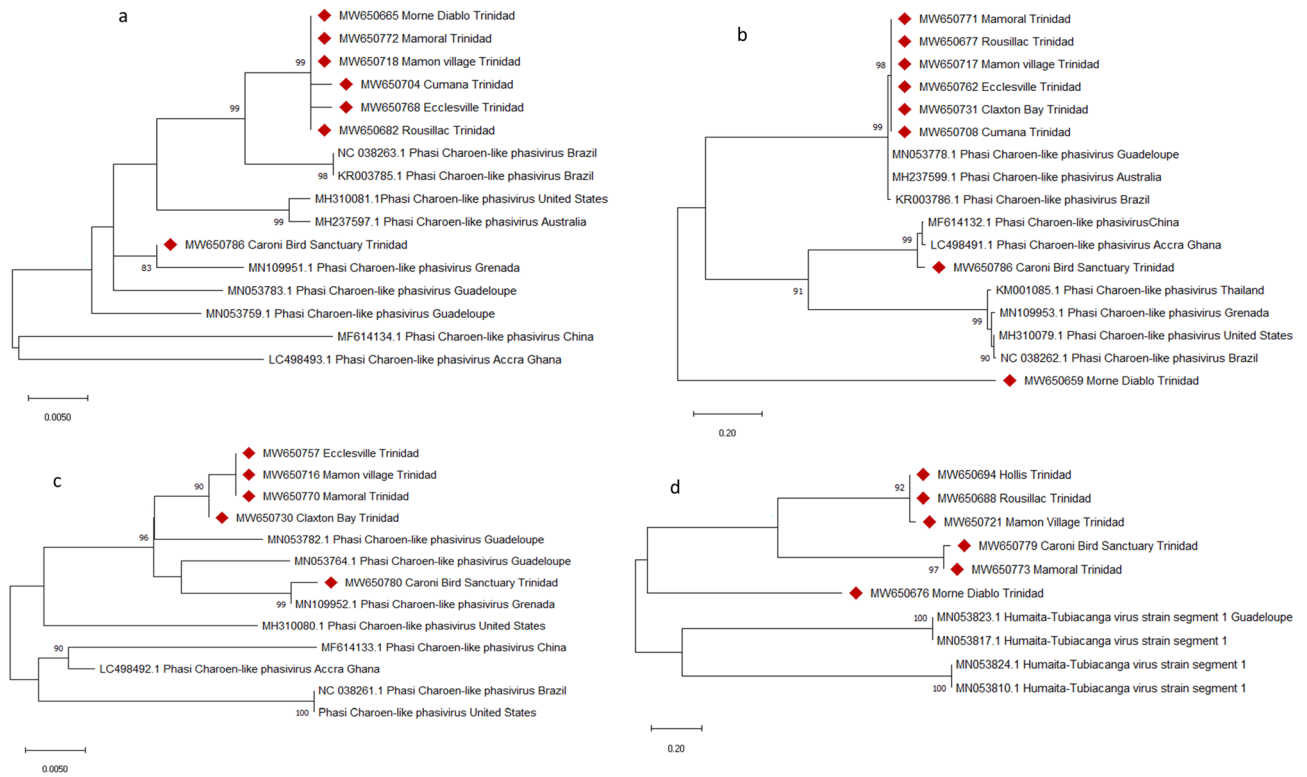 a
MW650665 Morne Diablo Trinidad
MW650772 Mamoral Trinidad
MW650718 Mamon village Trinidad
99
MW650704 Cumana Trinidad
99
MW650768 Ecclesville Trinidad
MW650682 Rousillac Trinidad
NC 038263.1 Phasi Charoen-like phasivirus Brazil
98
KR003785.1 Phasi Charoen-like phasivirus Brazil
MH310081.1Phasi Charoen-like phasivirus United States
99
MH237597.1 Phasi Charoen-like phasivirus Australia
MW650786 Caroni Bird Sanctuary Trinidad
83
MN109951.1 Phasi Charoen-like phasivirus Grenada
MN053783.1 Phasi Charoen-like phasivirus Guadeloupe
MN053759.1 Phasi Charoen-like phasivirus Guadeloupe
MF614134.1 Phasi Charoen-like phasivirus China
LC498493.1 Phasi Charoen-like phasivirus Accra Ghana
0.0050
b
MW650771 Mamoral Trinidad
MW650677 Rousillac Trinidad
98
MW650717 Mamon village Trinidad
MW650762 Ecclesville Trinidad
MW650731 Claxton Bay Trinidad
99
MW650708 Cumana Trinidad
MN053778.1 Phasi Charoen-like phasivirus Guadeloupe
MH237599.1 Phasi Charoen-like phasivirus Australia
KR003786.1 Phasi Charoen-like phasivirus Brazil
MF614132.1 Phasi Charoen-like phasivirusChina
99
LC498491.1 Phasi Charoen-like phasivirus Accra Ghana
MW650786 Caroni Bird Sanctuary Trinidad
91
KM001085.1 Phasi Charoen-like phasivirus Thailand
99
MN109953.1 Phasi Charoen-like phasivirus Grenada
MH310079.1 Phasi Charoen-like phasivirus United States
90
NC 038262.1 Phasi Charoen-like phasivirus Brazil
MW650659 Morne Diablo Trinidad
0.20
c
MW650757 Ecclesville Trinidad
MW650716 Mamon village Trinidad
90
MW650770 Mamoral Trinidad
MW650730 Claxton Bay Trinidad
96
MN053782.1 Phasi Charoen-like phasivirus Guadeloupe
MN053764.1 Phasi Charoen-like phasivirus Guadeloupe
MW650780 Caroni Bird Sanctuary Trinidad
99
MN109952.1 Phasi Charoen-like phasivirus Grenada
MH310080.1 Phasi Charoen-like phasivirus United States
90
MF614133.1 Phasi Charoen-like phasivirus China
LC498492.1 Phasi Charoen-like phasivirus Accra Ghana
NC 038261.1 Phasi Charoen-like phasivirus Brazil
100
Phasi Charoen-like phasivirus United States
0.0050
d
MW650694 Hollis Trinidad
92
MW650688 Rousillac Trinidad
MW650721 Mamon Village Trinidad
MW650779 Caroni Bird Sanctuary Trinidad
97
MW650773 Mamoral Trinidad
MW650676 Morne Diablo Trinidad
100
MN053823.1 Humaita-Tubiacanga virus strain segment 1 Guadeloupe
MN053817.1 Humaita-Tubiacanga virus strain segment 1
MN053824.1 Humaita-Tubiacanga virus strain segment 1
100
MN053810.1 Humaita-Tubiacanga virus strain segment 1
0.20